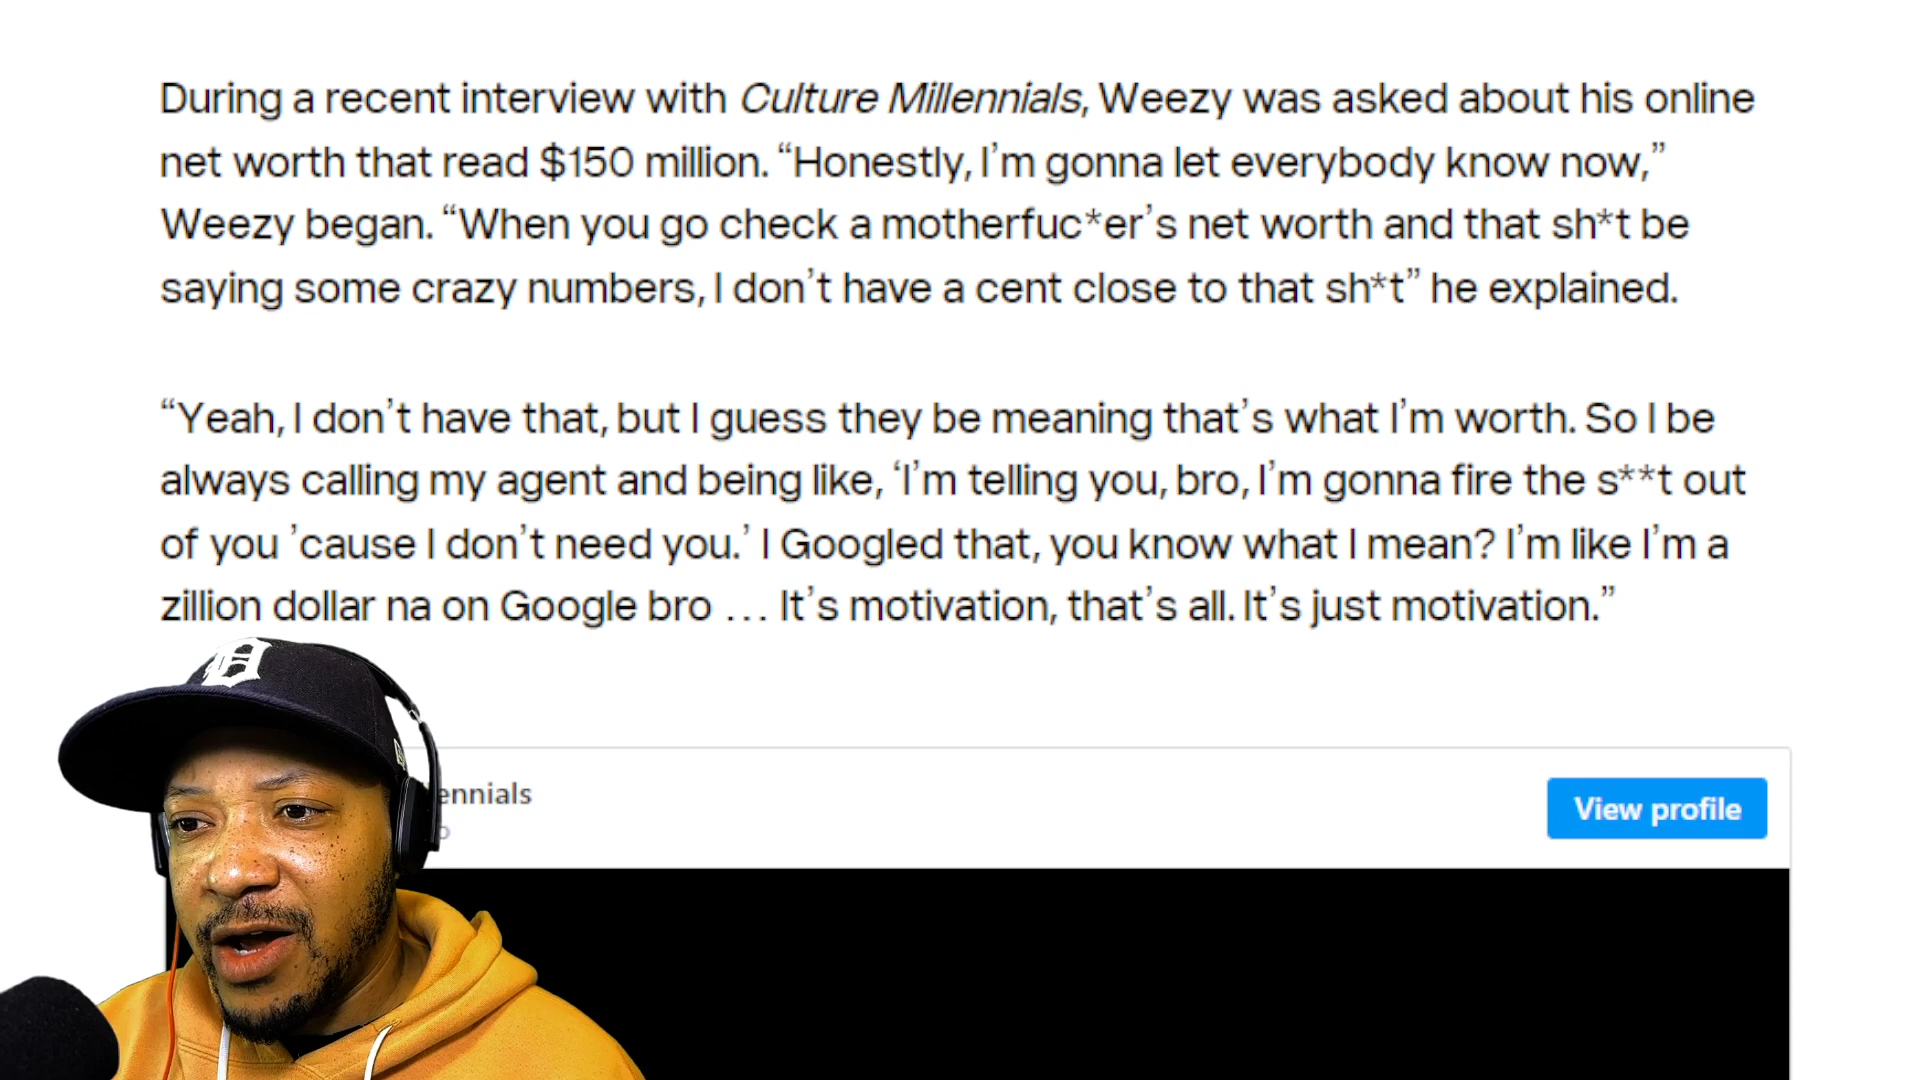 During a recent interview with Culture Millennials, Weezy was asked about his online
net worth that read $150 million. “Honestly, I’m gonna let everybody know now,”
Weezy began. “When you go check a motherfuc*er’s net worth and that sh*t be
saying some crazy numbers, I don’t have a cent close to that sh*t” he explained.
“Yeah, I don’t have that, but I guess they be meaning that’s what I’m worth. So I be
always calling my agent and being like, ‘I’m telling you, bro, I’m gonna fire the s**t out
of you ’cause I don’t need you.’ I Googled that, you know what I mean? I’m like I’m a
zillion dollar na on Google bro … It’s motivation, that’s all. It’s just motivation.”
D
ennials
o
View profile